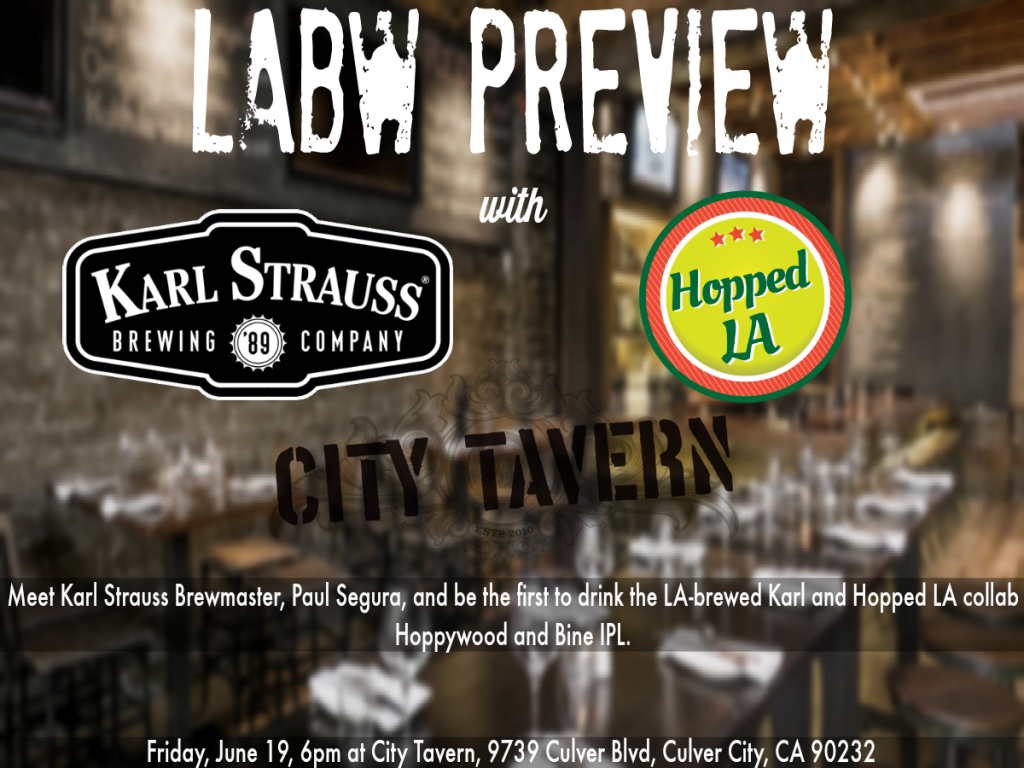 LABW PREVIEW
with
KARL STRAUSS®
BREWING '89 COMPANY
Hopped
LA
CITY TAVERN
ESTD 2010
Meet Karl Strauss Brewmaster, Paul Segura, and be the first to drink the LA-brewed Karl and Hopped LA collab
Hoppywood and Bine IPL.
Friday, June 19, 6pm at City Tavern, 9739 Culver Blvd, Culver City, CA 90232